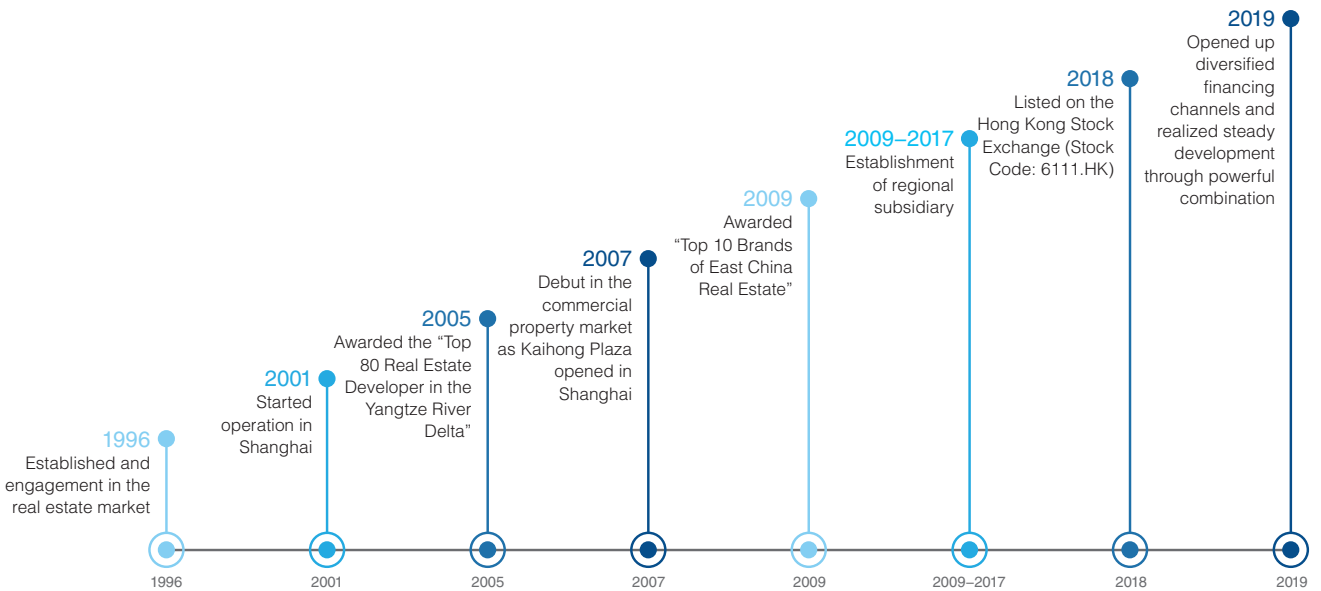 1996
Established and
engagement in the
real estate market
2001
Started
operation in
Shanghai
2005
Awarded the “Top
80 Real Estate
Developer in the
Yangtze River
Delta”
2007
Debut in the
commercial
property market
as Kaihong Plaza
opened in
Shanghai
2009
Awarded
“Top 10 Brands
of East China
Real Estate”
2009–2017
Establishment
of regional
subsidiary
2018
Listed on the
Hong Kong Stock
Exchange (Stock
Code: 6111.HK)
2019
Opened up
diversified
financing
channels and
realized steady
development
through powerful
combination
1996
2001
2005
2007
2009
2009–2017
2018
2019